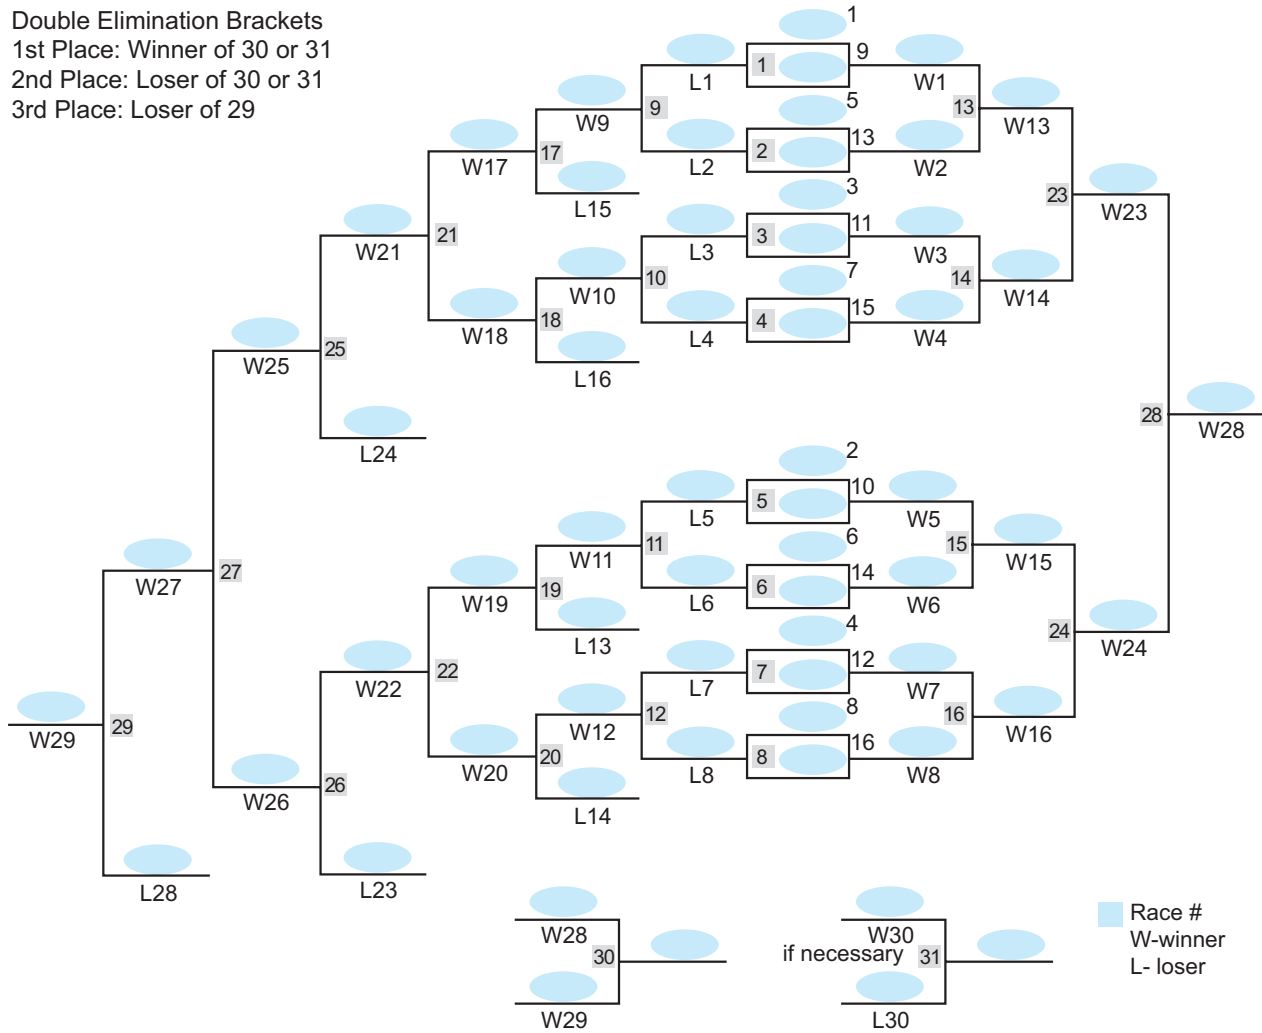 Double Elimination Brackets
1st Place: Winner of 30 or 31
2nd Place: Loser of 30 or 31
3rd Place: Loser of 29
1
L1
1
9
W1
W9
9
5
13
W13
W17
17
L2
2
13
W2
L15
3
23
W23
21
L3
3
11
W3
W21
W10
10
7
14
W14
W18
18
L4
4
15
W4
L16
W25
25
28
W28
L24
2
L5
5
10
W5
W11
11
6
15
W15
W27
27
W19
19
L6
6
14
W6
L13
4
24
W24
22
L7
7
12
W7
W22
W12
12
8
16
W16
W29
29
W20
20
L8
8
16
W8
W26
26
L14
L28
L23
W28
30
W29
W30
if necessary
31
L30
Race #
W-winner
L- loser